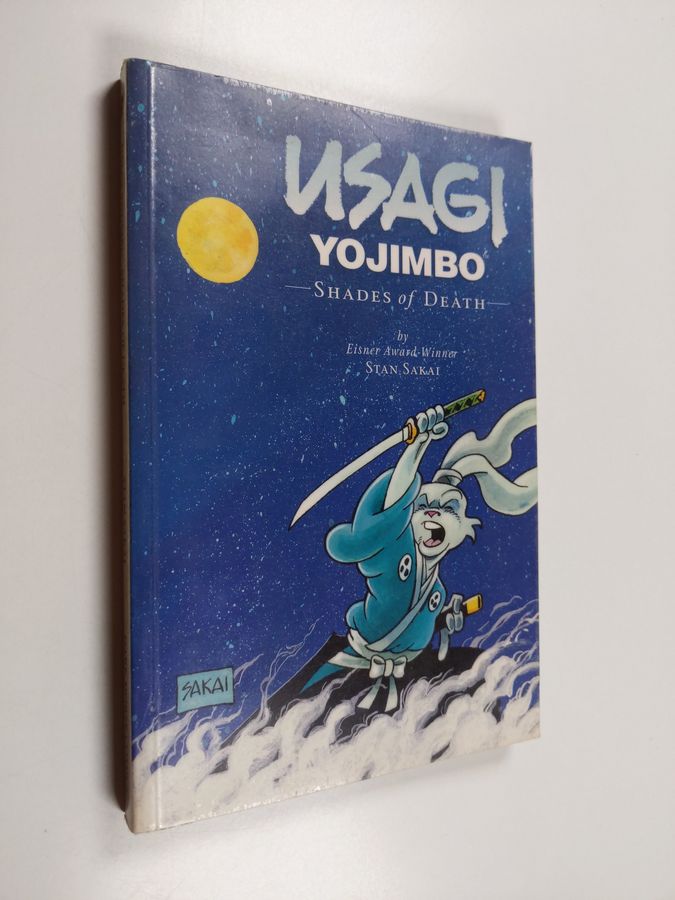 USAGI
YOJIMBO
SHADES of DEATH
by
Eisner Award-Winner
STAN SAKAI
SAKAI